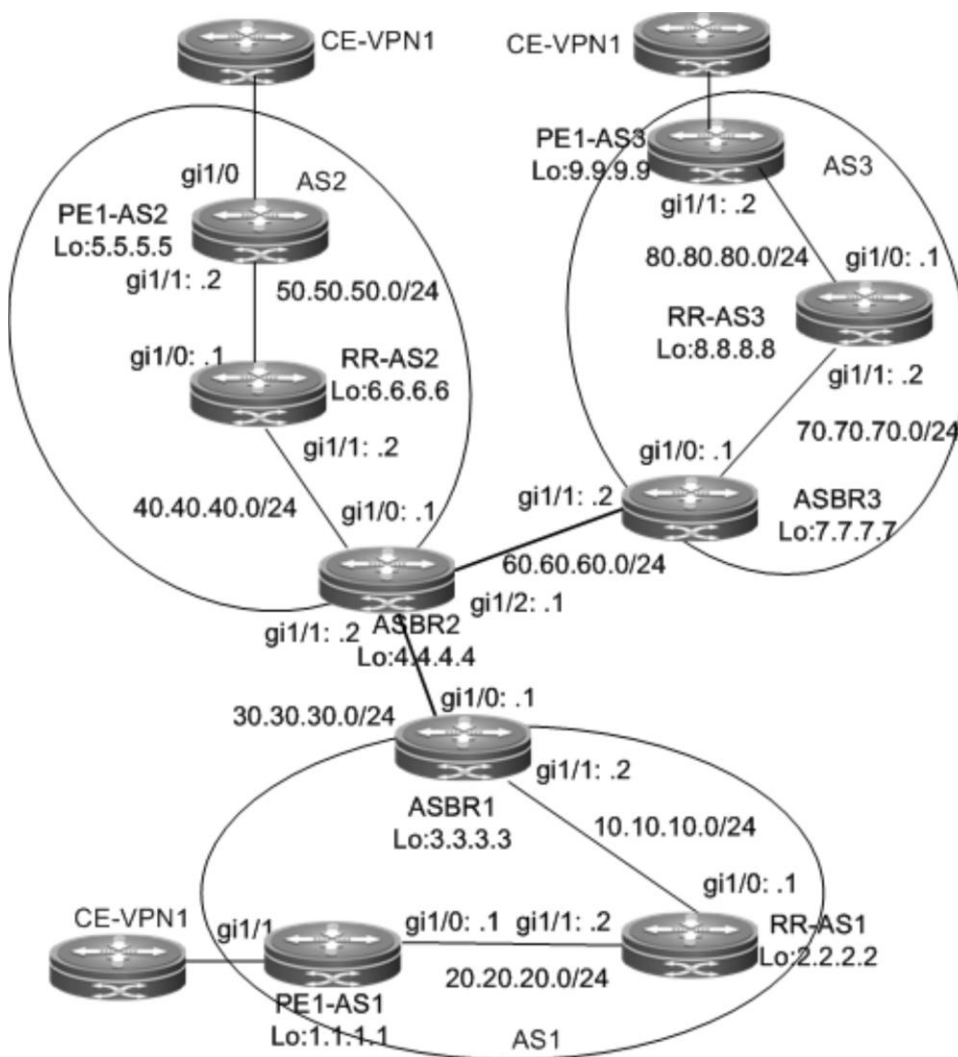 CE-VPN1
CE-VPN1
PE1-AS3
Lo:9.9.9.9
AS3
gi1/0
AS2
gi1/1: .2
PE1-AS2
Lo:5.5.5.5
80.80.80.0/24
gi1/0: .1
gi1/1: .2
50.50.50.0/24
RR-AS3
Lo:8.8.8.8
gi1/0: .1
RR-AS2
Lo:6.6.6.6
gi1/1: .2
gi1/1: .2
70.70.70.0/24
gi1/0: .1
40.40.40.0/24
gi1/0: .1
gi1/1: .2
ASBR3
Lo:7.7.7.7
60.60.60.0/24
gi1/2: .1
gi1/1: .2
ASBR2
Lo:4.4.4.4
30.30.30.0/24
gi1/0: .1
gi1/1: .2
ASBR1
Lo:3.3.3.3
10.10.10.0/24
gi1/0: .1
CE-VPN1
gi1/1
gi1/0: .1
gi1/1: .2
RR-AS1
Lo:2.2.2.2
20.20.20.0/24
PE1-AS1
Lo:1.1.1.1
AS1